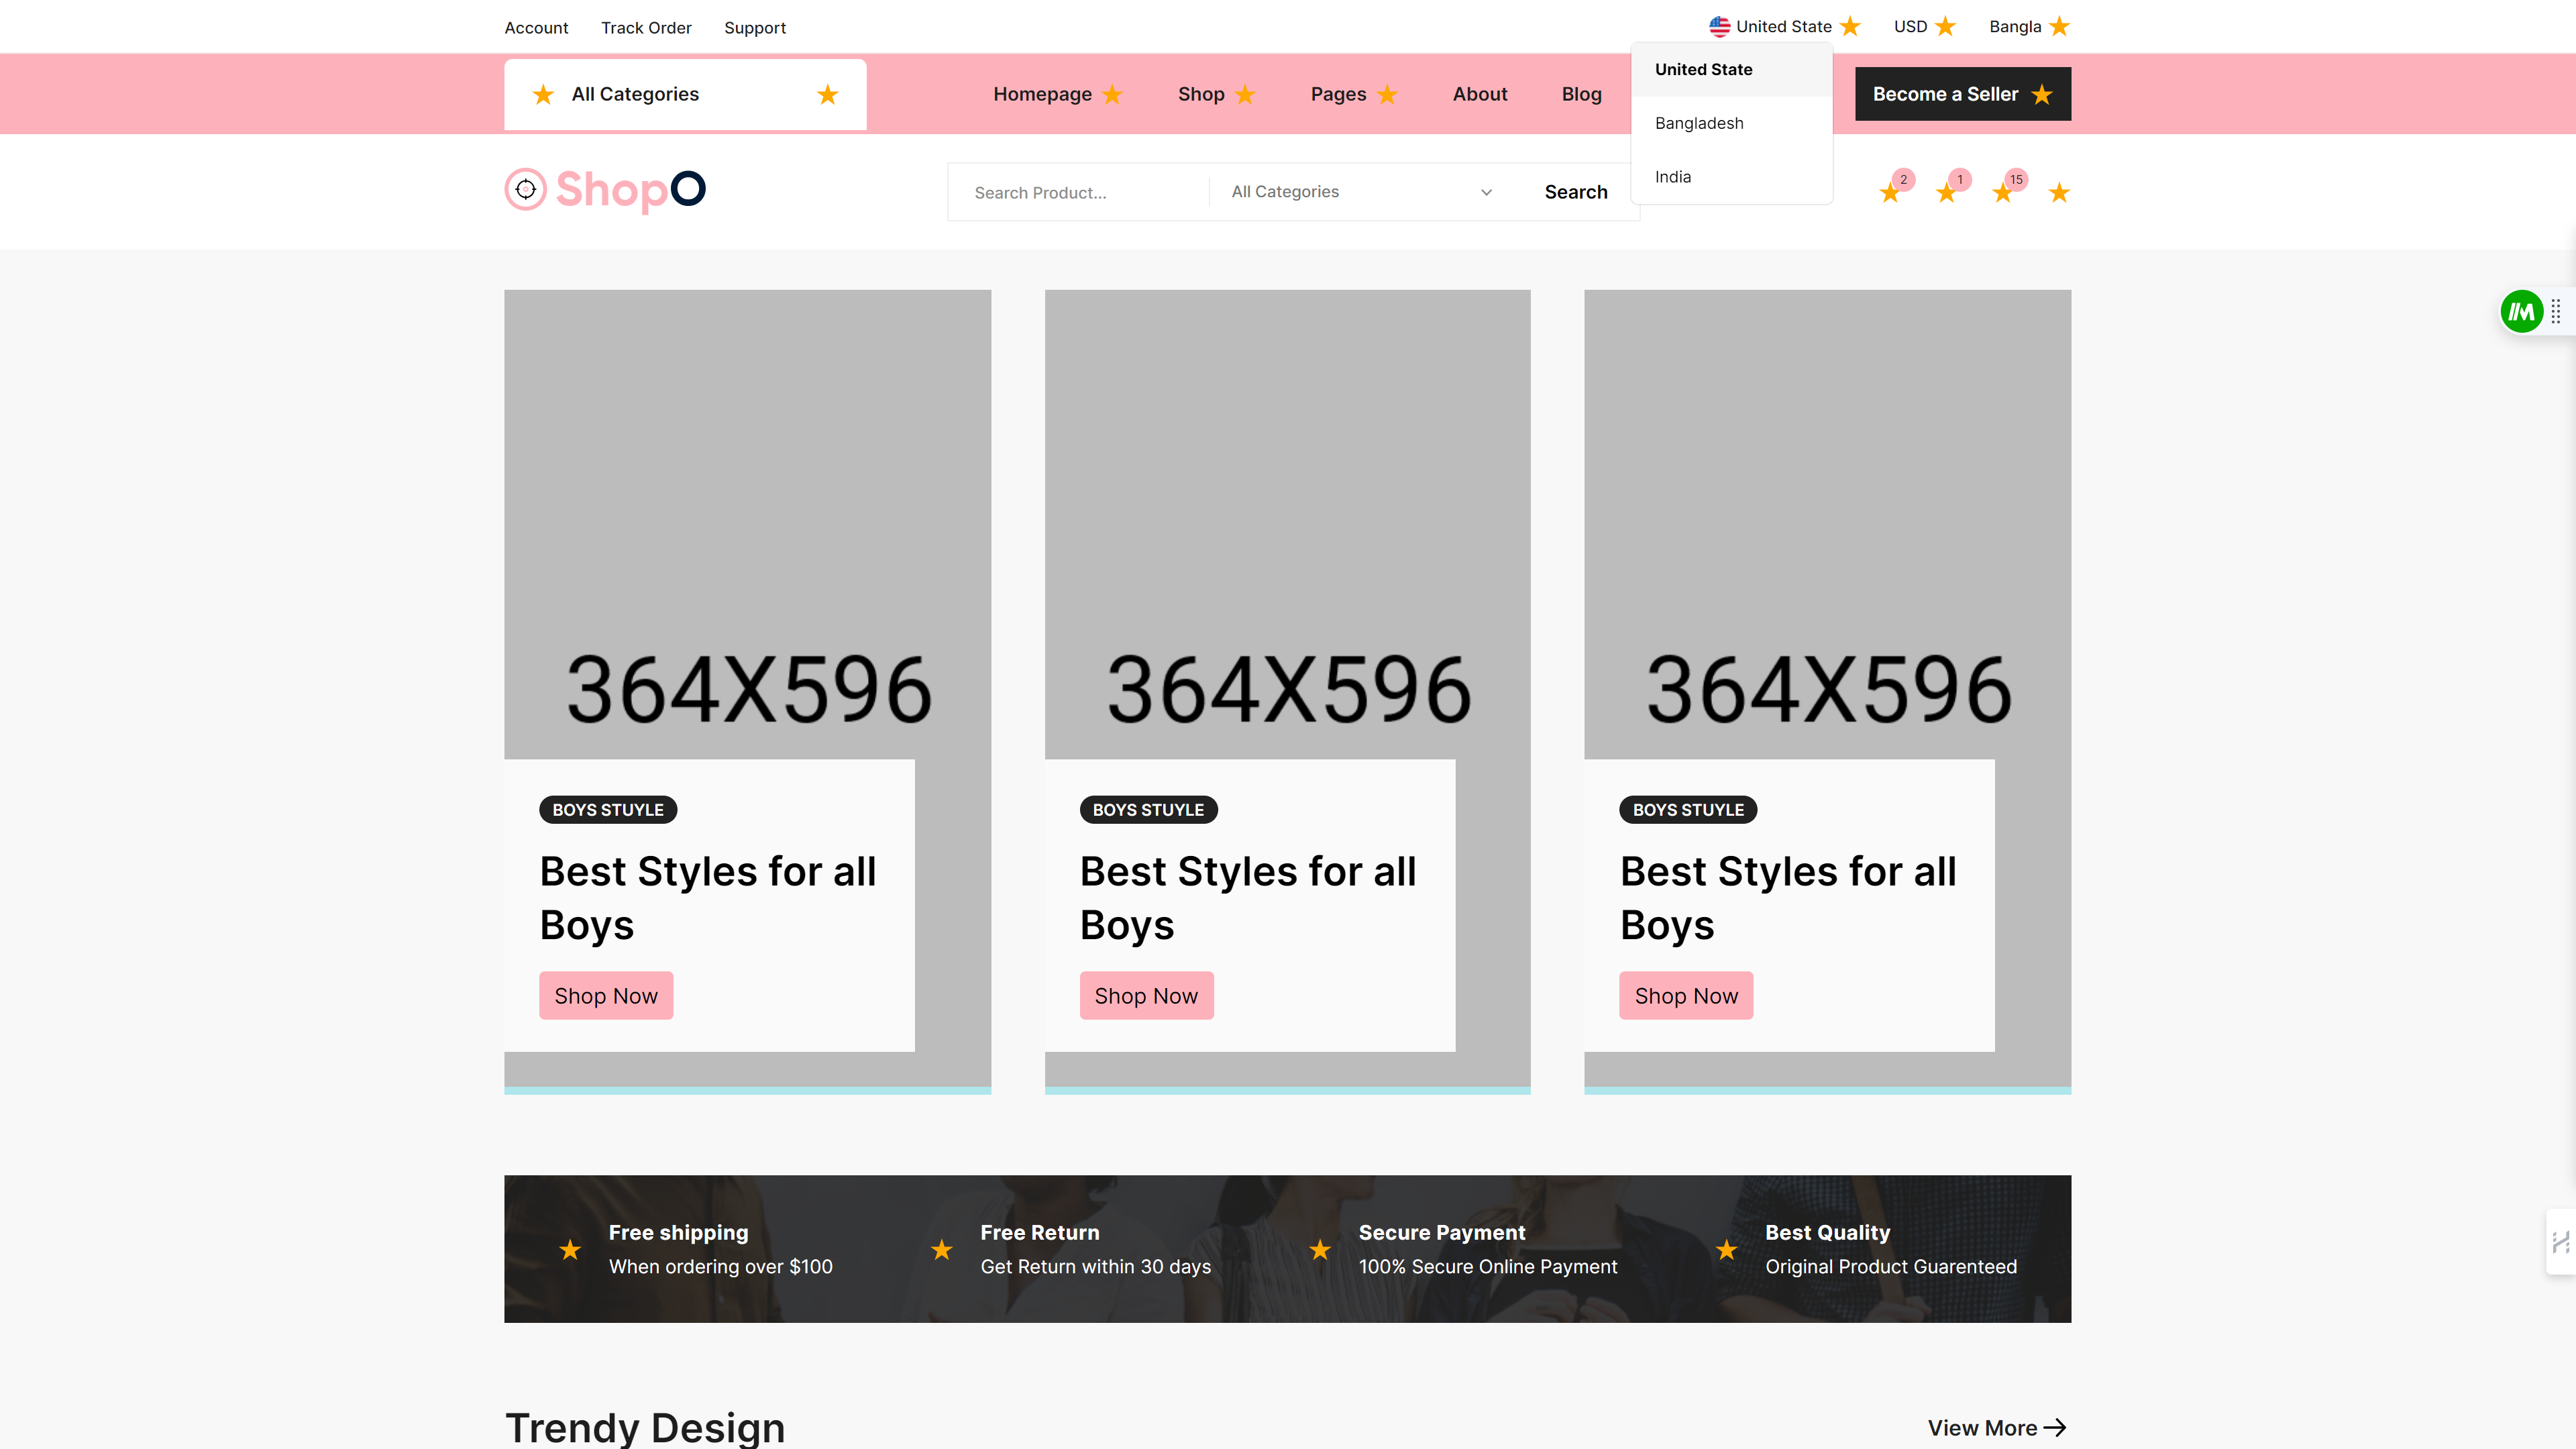 Account Track Order Support
United State USD Bangla
All Categories
Homepage Shop Pages About Blog
Become a Seller
United State
Bangladesh
India
ShopO
Search Product...
All Categories
Search
2 1 15
364X596
BOYS STUYLE
Best Styles for all
Boys
Shop Now
364X596
BOYS STUYLE
Best Styles for all
Boys
Shop Now
364X596
BOYS STUYLE
Best Styles for all
Boys
Shop Now
Free shipping
When ordering over $100
Free Return
Get Return within 30 days
Secure Payment
100% Secure Online Payment
Best Quality
Original Product Guarenteed
Trendy Design
View More